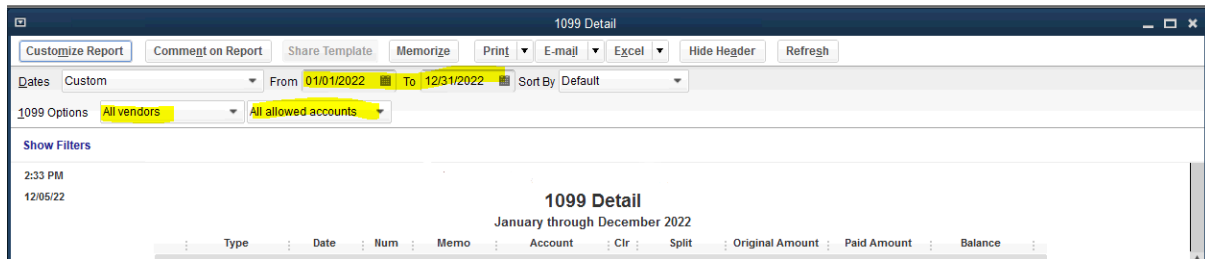 1099 Detail
Customize Report Comment on Report Share Template Memorize Print E-mail Excel Hide Header Refresh
Dates Custom From 01/01/2022 To 12/31/2022 Sort By Default
1099 Options All vendors All allowed accounts
Show Filters
2:33 PM
12/05/22
1099 Detail
January through December 2022
Type Date Num Memo Account Clr Split Original Amount Paid Amount Balance